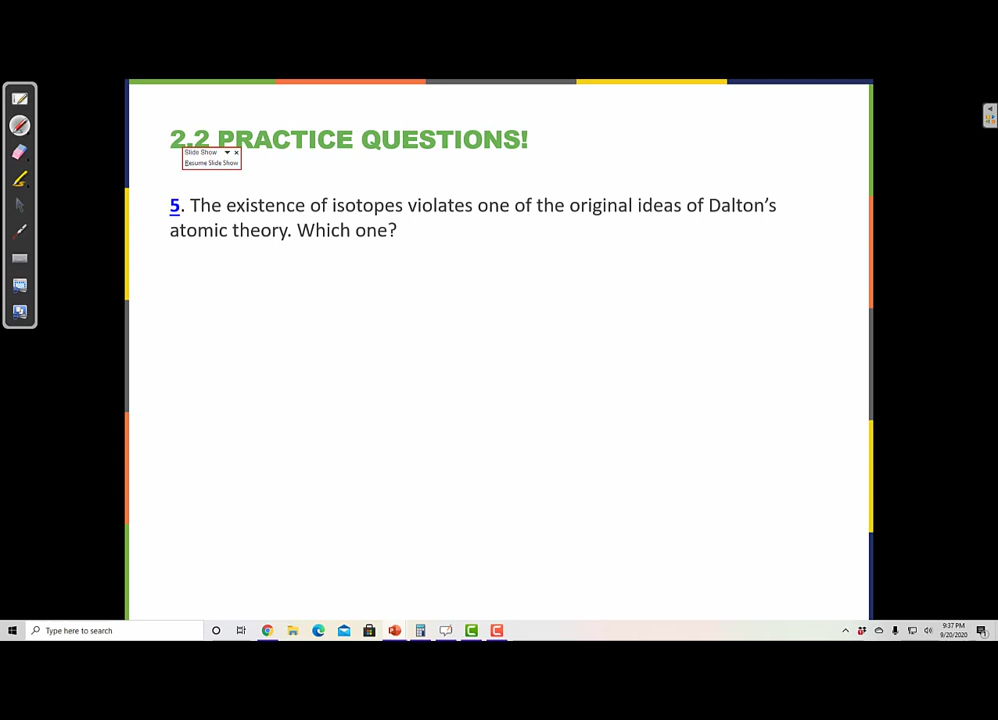 2.2 PRACTICE QUESTIONS!
Slide Show
Resume Slide Show
5. The existence of isotopes violates one of the original ideas of Dalton’s
atomic theory. Which one?
Type here to search
9:37 PM
9/20/2020